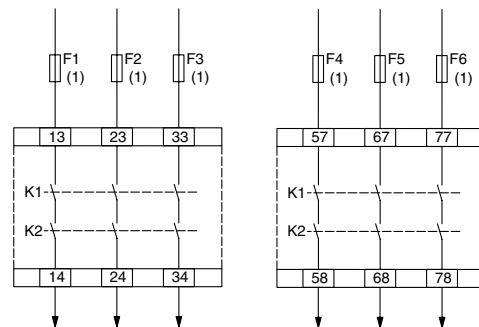 F1 F2 F3 F4 F5 F6
(1) (1) (1) (1) (1) (1)
13 23 33 57 67 77
K1 K1
K2 K2
14 24 34 58 68 78